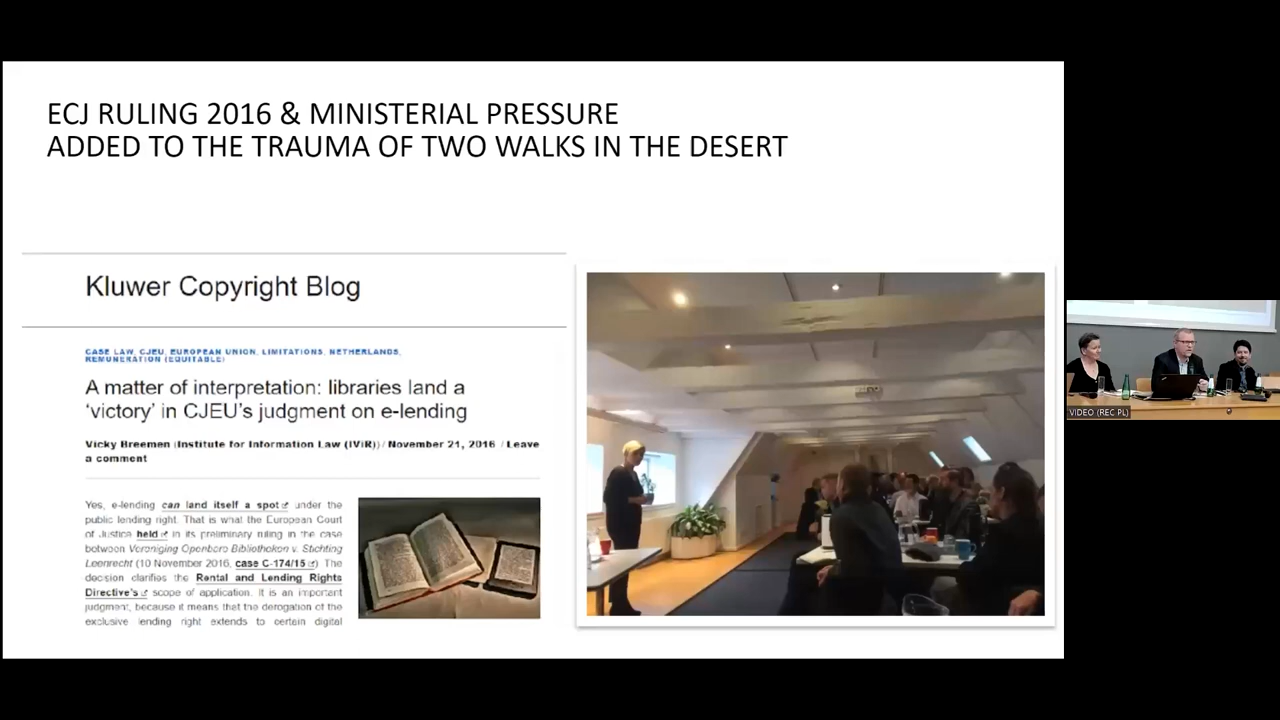 ECJ RULING 2016 & MINISTERIAL PRESSURE
ADDED TO THE TRAUMA OF TWO WALKS IN THE DESERT
Kluwer Copyright Blog
CASE LAW, CJEU, EUROPEAN UNION, LIMITATIONS, NETHERLANDS,
REMUNERATION (EQUITABLE)
A matter of interpretation: libraries land a
‘victory’ in CJEU’s judgment on e-lending
Vicky Breemen (Institute for Information Law (IViR)) / November 21, 2016 / Leave
a comment
Yes, e-lending can land itself a spot under the
public lending right. That is what the European Court
of Justice held in its preliminary ruling in the case
between Vereniging Openbare Bibliotheken v. Stichting
Leenrecht (10 November 2016, case C-174/15). The
decision clarifies the Rental and Lending Rights
Directive’s scope of application. It is an important
judgment, because it means that the derogation of the
exclusive lending right extends to certain digital
VIDEO (REC PL)